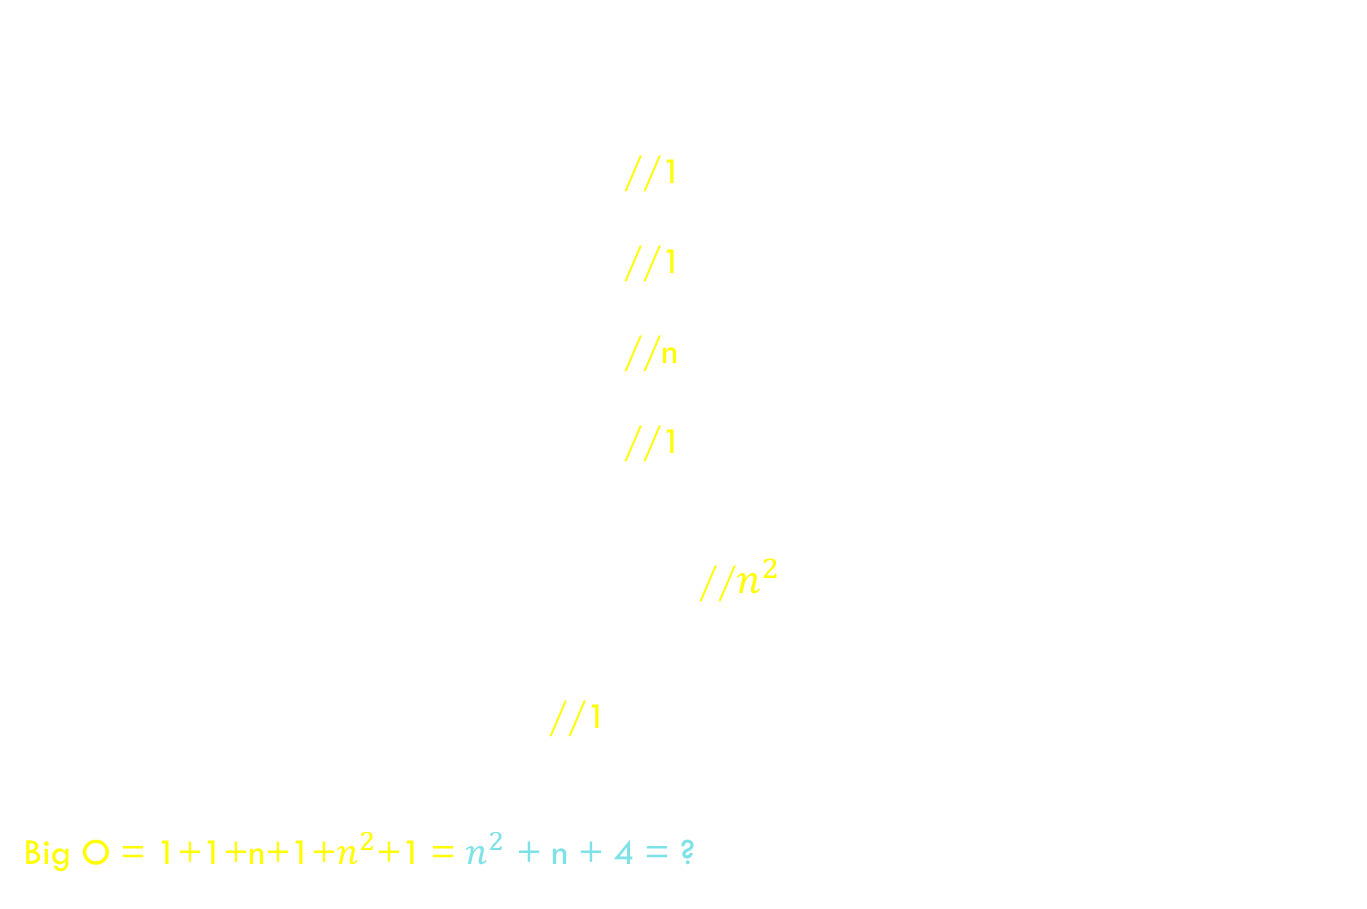 //1
//1
//n
//1
//n²
//1
Big O = 1+1+n+1+n²+1 = n² + n + 4 = ?